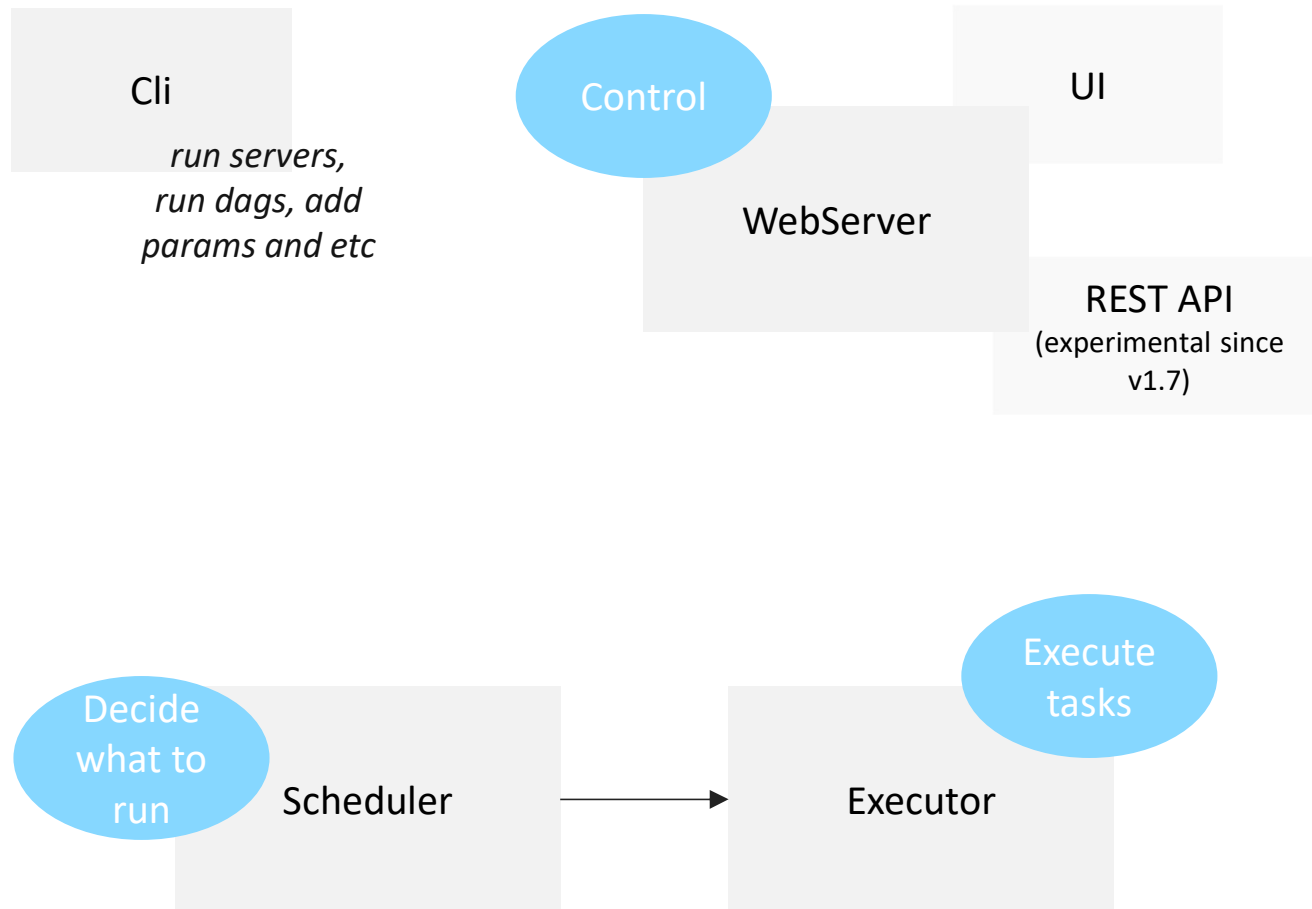 Cli
run servers,
run dags, add
params and etc
Control
UI
WebServer
REST API
(experimental since
v1.7)
Decide
what to
run
Scheduler
Execute
tasks
Executor